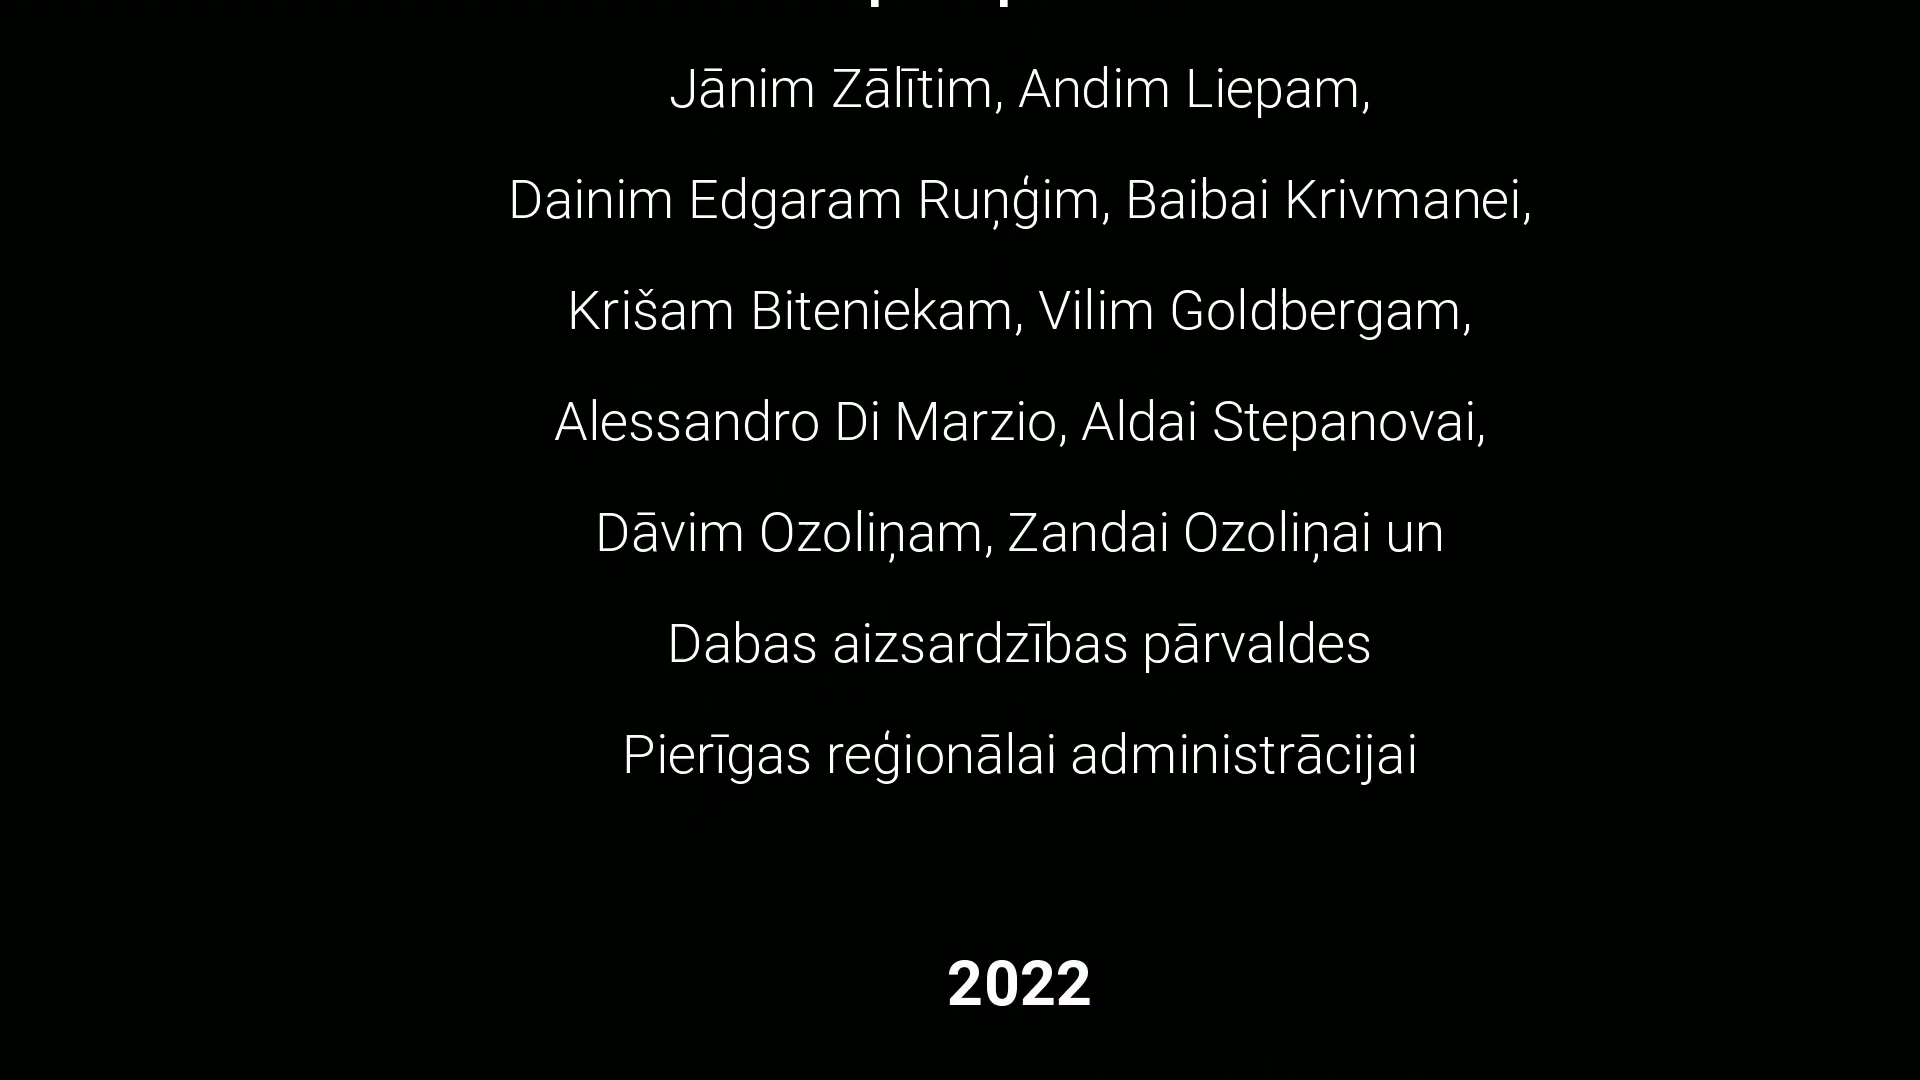 Jānim Zālītim, Andim Liepam,
Dainim Edgaram Ruņģim, Baibai Krivmanei,
Krišam Biteniekam, Vilim Goldbergam,
Alessandro Di Marzio, Aldai Stepanovai,
Dāvim Ozoliņam, Zandai Ozoliņai un
Dabas aizsardzības pārvaldes
Pierīgas reģionālai administrācijai
2022